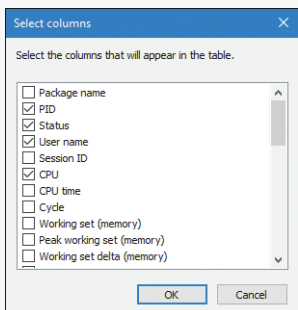 Select columns
Select the columns that will appear in the table.
Package name
PID
Status
User name
Session ID
CPU
CPU time
Cycle
Working set (memory)
Peak working set (memory)
Working set delta (memory)
OK
Cancel